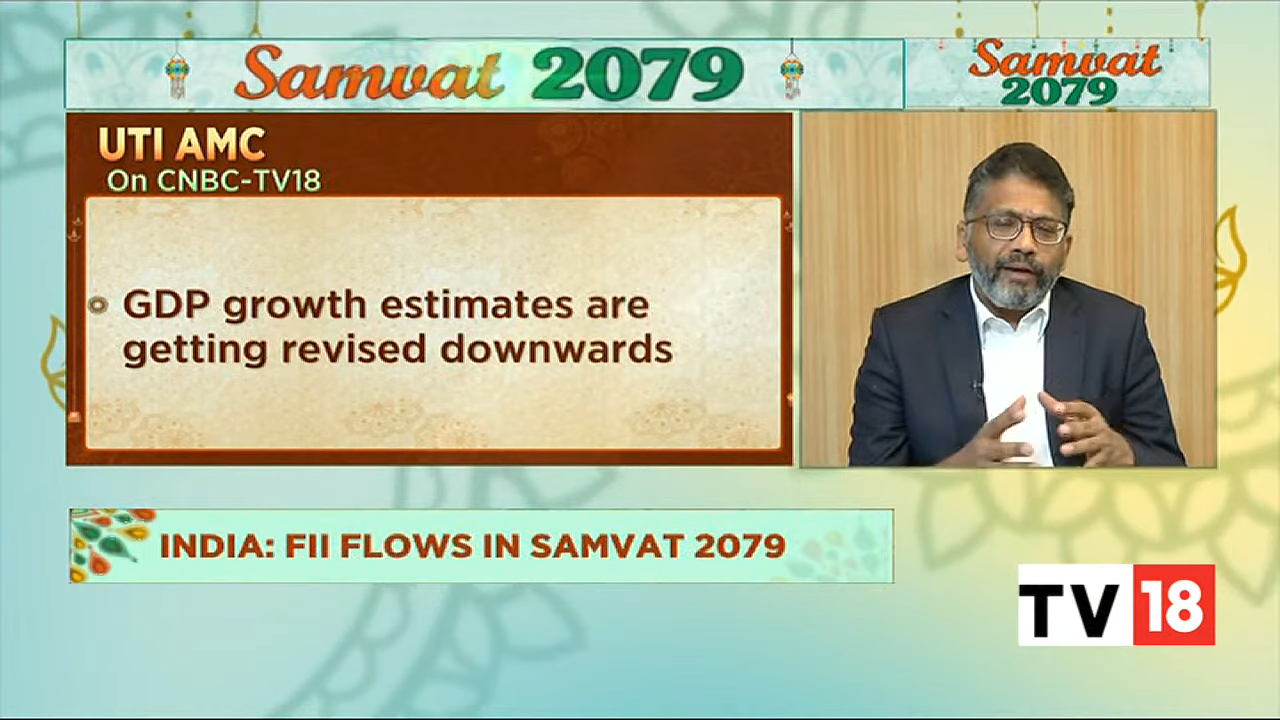 Samvat 2079
Samvat
2079
UTI AMC
On CNBC-TV18
GDP growth estimates are
getting revised downwards
INDIA: FII FLOWS IN SAMVAT 2079
TV18